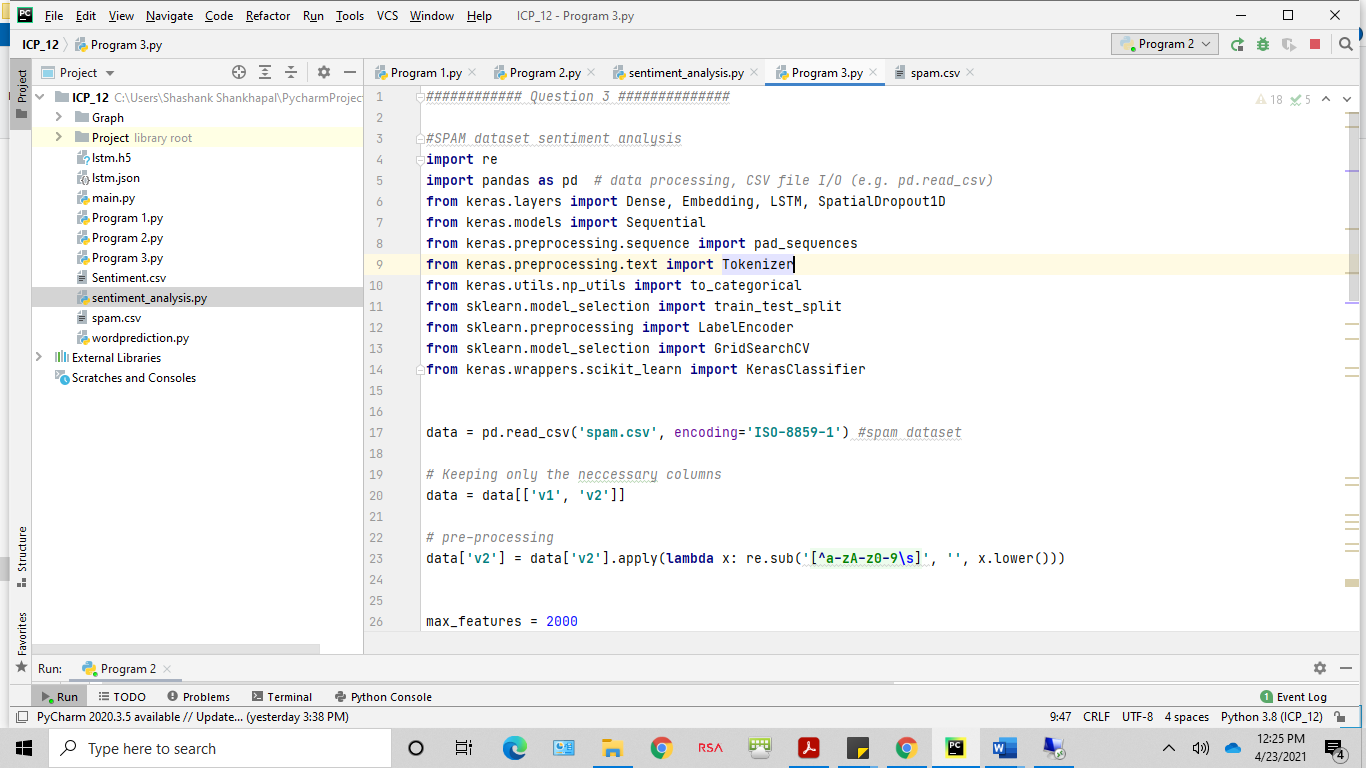 File Edit View Navigate Code Refactor Run Tools VCS Window Help ICP_12 - Program 3.py
ICP_12 Program 3.py Program 2
Project Program 1.py Program 2.py sentiment_analysis.py Program 3.py spam.csv
Project
ICP_12 C:\Users\Shashank Shankhapal\PycharmProjec
Graph
Project library root
lstm.h5
lstm.json
main.py
Program 1.py
Program 2.py
Program 3.py
Sentiment.csv
sentiment_analysis.py
spam.csv
wordprediction.py
External Libraries
Scratches and Consoles
Structure
Favorites
18 5
1 ############ Question 3 ##############
2
3 #SPAM dataset sentiment analysis
4 import re
5 import pandas as pd  # data processing, CSV file I/O (e.g. pd.read_csv)
6 from keras.layers import Dense, Embedding, LSTM, SpatialDropout1D
7 from keras.models import Sequential
8 from keras.preprocessing.sequence import pad_sequences
9 from keras.preprocessing.text import Tokenizer
10 from keras.utils.np_utils import to_categorical
11 from sklearn.model_selection import train_test_split
12 from sklearn.preprocessing import LabelEncoder
13 from sklearn.model_selection import GridSearchCV
14 from keras.wrappers.scikit_learn import KerasClassifier
15
16
17 data = pd.read_csv('spam.csv', encoding='ISO-8859-1') #spam dataset
18
19 # Keeping only the neccessary columns
20 data = data[['v1', 'v2']]
21
22 # pre-processing
23 data['v2'] = data['v2'].apply(lambda x: re.sub('[^a-zA-z0-9\s]', '', x.lower()))
24
25
26 max_features = 2000
Run: Program 2
Run TODO Problems Terminal Python Console 1 Event Log
PyCharm 2020.3.5 available // Update... (yesterday 3:38 PM) 9:47 CRLF UTF-8 4 spaces Python 3.8 (ICP_12)
Type here to search RSA 12:25 PM
4/23/2021 4